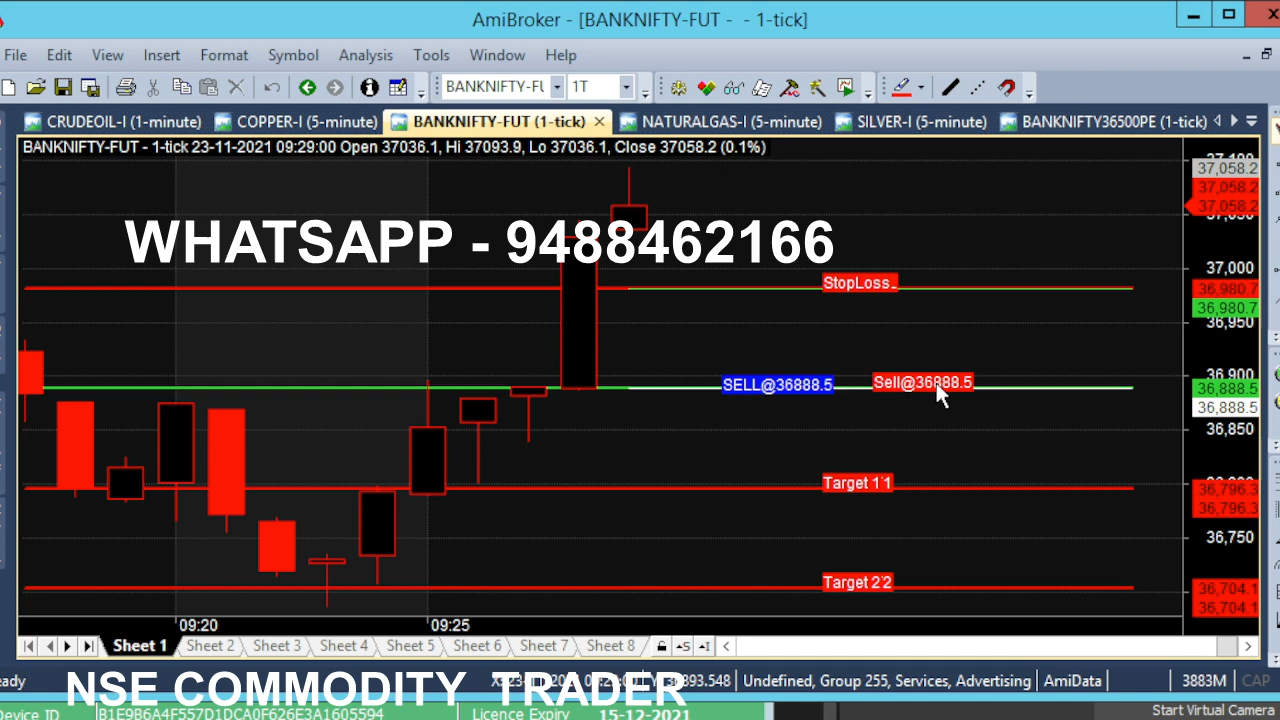 AmiBroker - [BANKNIFTY-FUT - - 1-tick]
File Edit View Insert Format Symbol Analysis Tools Window Help
BANKNIFTY-FU 1T
CRUDEOIL-I (1-minute) COPPER-I (5-minute) BANKNIFTY-FUT (1-tick) NATURALGAS-I (5-minute) SILVER-I (5-minute) BANKNIFTY36500PE (1-tick)
BANKNIFTY-FUT - 1-tick 23-11-2021 09:29:00 Open 37036.1, Hi 37093.9, Lo 37036.1, Close 37058.2 (0.1%)
37,058.2
37,058.2
37,058.2
WHATSAPP - 9488462166
37,000
StopLoss
36,980.7
36,980.7
36,950
36,900
SELL@36888.5 Sell@36888.5
36,888.5
36,888.5
36,850
Target 1 1
36,796.3
36,796.3
36,750
Target 2 2
36,704.1
36,704.1
09:20 09:25
Sheet 1 Sheet 2 Sheet 3 Sheet 4 Sheet 5 Sheet 6 Sheet 7 Sheet 8
Undefined, Group 255, Services, Advertising AmiData 3883M CAP
NSE COMMODITY TRADER
Device ID B1E9B6A4F557D1DCA0F626E3A1605594 Licence Expiry 15-12-2021 Start Virtual Camera